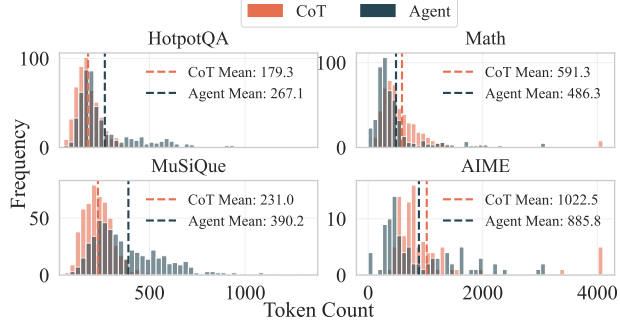 CoT Agent
HotpotQA
Math
100
0
CoT Mean: 179.3
Agent Mean: 267.1
100
0
CoT Mean: 591.3
Agent Mean: 486.3
Frequency
MuSiQue
AIME
50
0
CoT Mean: 231.0
Agent Mean: 390.2
10
0
CoT Mean: 1022.5
Agent Mean: 885.8
500 1000
0 2000 4000
Token Count